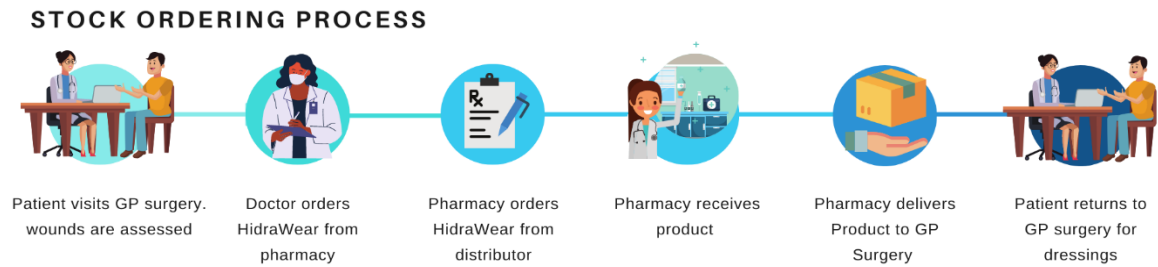 STOCK ORDERING PROCESS
Rx
Patient visits GP surgery.
wounds are assessed
Doctor orders
HidraWear from
pharmacy
Pharmacy orders
HidraWear from
distributor
Pharmacy receives
product
Pharmacy delivers
Product to GP
Surgery
Patient returns to
GP surgery for
dressings